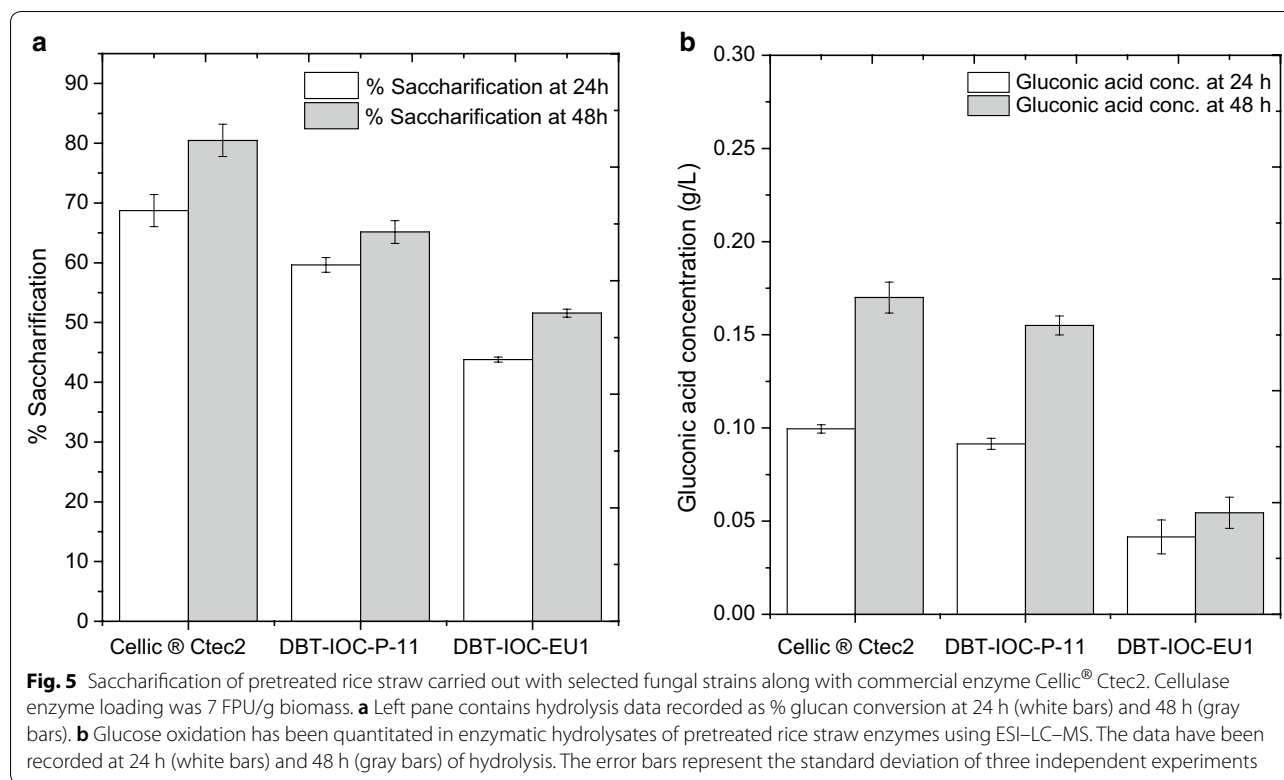 a
90
80
70
60
50
40
30
20
10
0
% Saccharification
% Saccharification at 24h
% Saccharification at 48h
Cellic ® Ctec2 DBT-IOC-P-11 DBT-IOC-EU1
b
0.30
0.25
0.20
0.15
0.10
0.05
0.00
Gluconic acid concentration (g/L)
Gluconic acid conc. at 24 h
Gluconic acid conc. at 48 h
Cellic ® Ctec2 DBT-IOC-P-11 DBT-IOC-EU1
Fig. 5 Saccharification of pretreated rice straw carried out with selected fungal strains along with commercial enzyme Cellic® Ctec2. Cellulase
enzyme loading was 7 FPU/g biomass. a Left pane contains hydrolysis data recorded as % glucan conversion at 24 h (white bars) and 48 h (gray
bars). b Glucose oxidation has been quantitated in enzymatic hydrolysates of pretreated rice straw enzymes using ESI–LC–MS. The data have been
recorded at 24 h (white bars) and 48 h (gray bars) of hydrolysis. The error bars represent the standard deviation of three independent experiments